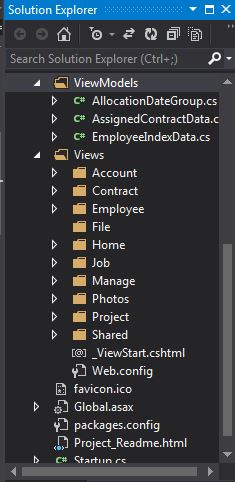 Solution Explorer
Search Solution Explorer (Ctrl+;)
ViewModels
C# AllocationDateGroup.cs
C# AssignedContractData.c
C# EmployeeIndexData.cs
Views
Account
Contract
Employee
File
Home
Job
Manage
Photos
Project
Shared
[@] _ViewStart.cshtml
Web.config
favicon.ico
Global.asax
packages.config
Project_Readme.html
C# Startup.cs